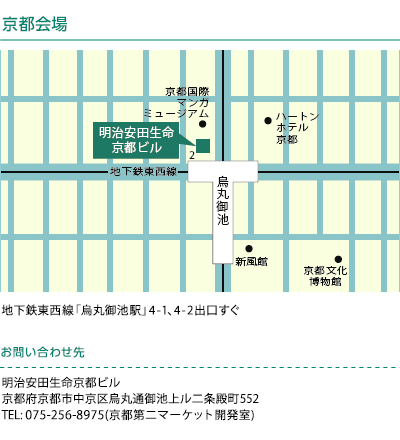 京都会場
京都国際
マンガ
ミュージアム
ハートン
ホテル
京都
明治安田生命
京都ビル
2
地下鉄東西線
烏丸御池
新風館
京都文化
博物館
地下鉄東西線「烏丸御池駅」4-1、4-2出口すぐ
お問い合わせ先
明治安田生命京都ビル
京都府京都市中京区烏丸通御池上ル二条殿町552
TEL: 075-256-8975(京都第二マーケット開発室)